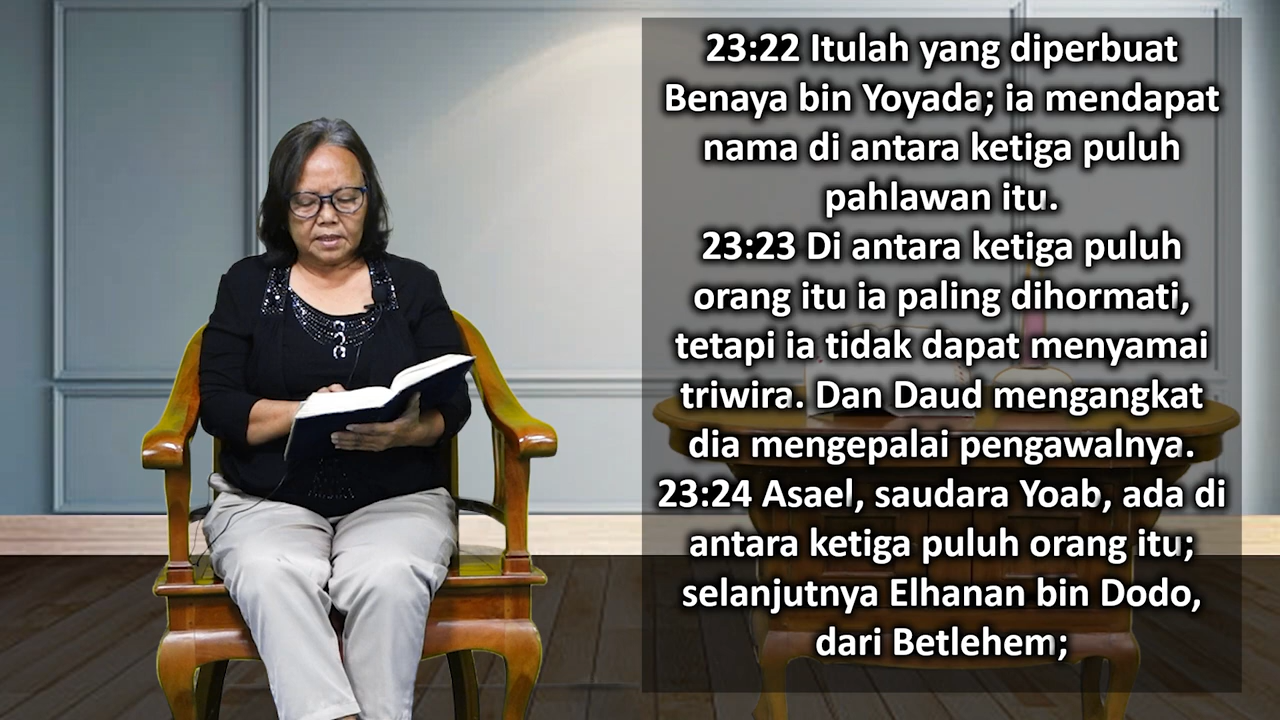 23:22 Itulah yang diperbuat
Benaya bin Yoyada; ia mendapat
nama di antara ketiga puluh
pahlawan itu.
23:23 Di antara ketiga puluh
orang itu ia paling dihormati,
tetapi ia tidak dapat menyamai
triwira. Dan Daud mengangkat
dia mengepalai pengawalnya.
23:24 Asael, saudara Yoab, ada di
antara ketiga puluh orang itu;
selanjutnya Elhanan bin Dodo,
dari Betlehem;